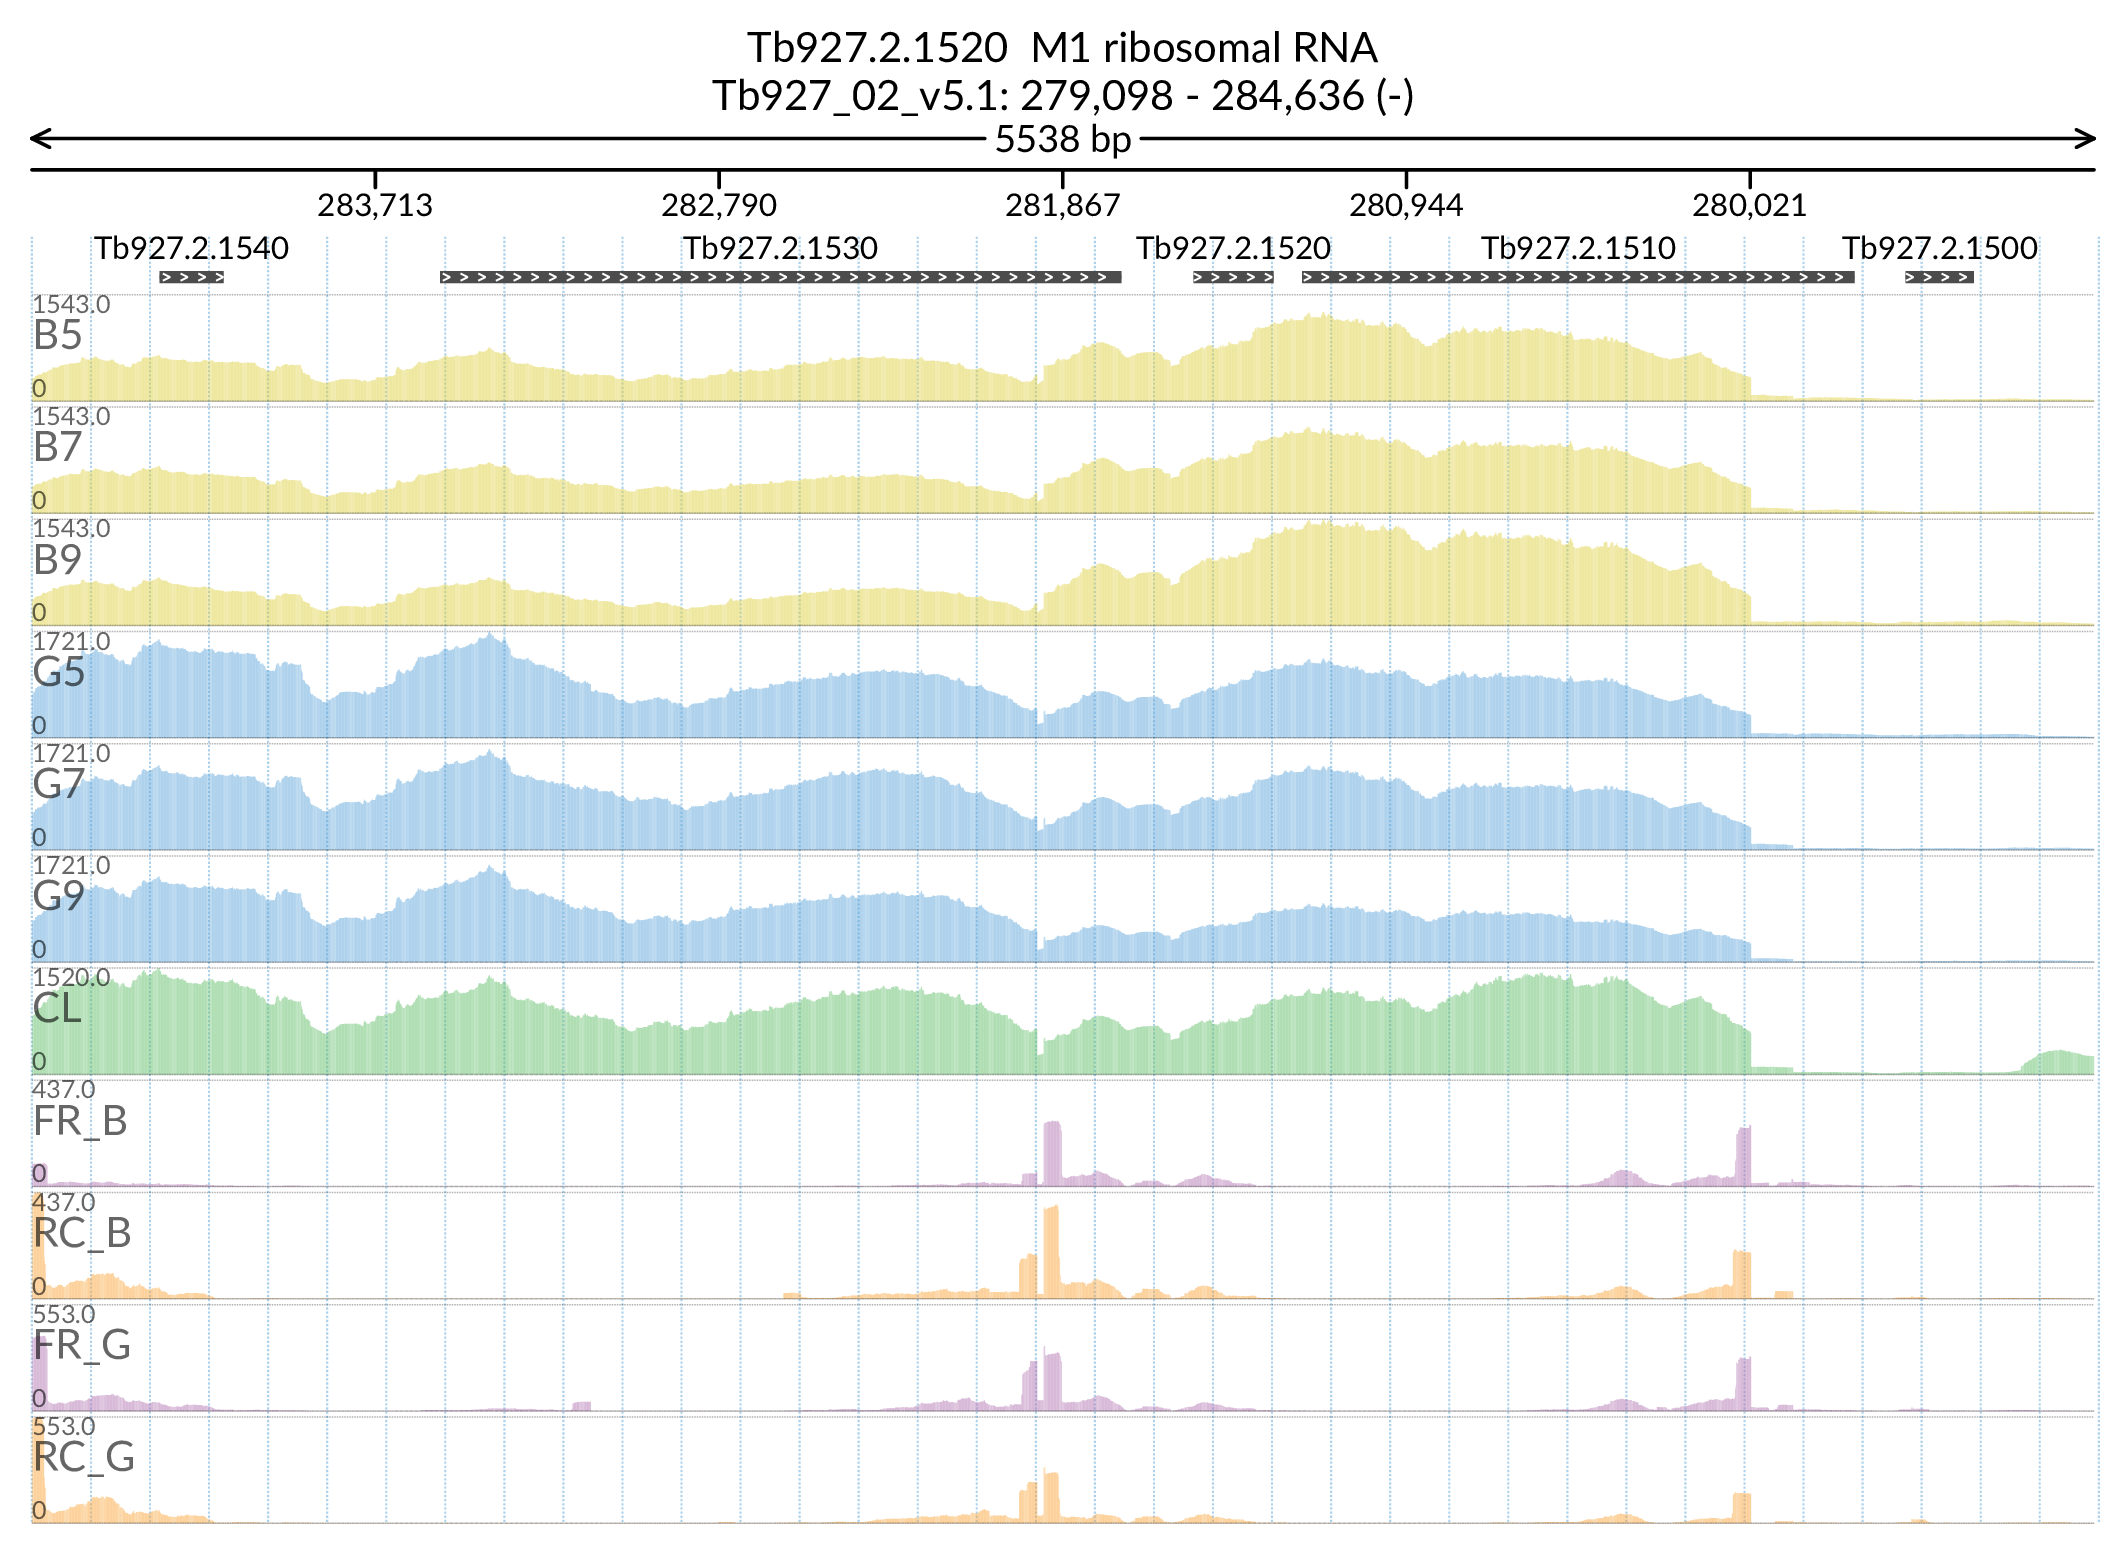 Tb927.2.1520  M1 ribosomal RNA
Tb927_02_v5.1: 279,098 - 284,636 (-)
5538 bp
283,713 282,790 281,867 280,944 280,021
Tb927.2.1540 Tb927.2.1530 Tb927.2.1520 Tb927.2.1510 Tb927.2.1500
1543.0
B5
0
1543.0
B7
0
1543.0
B9
0
1721.0
G5
0
1721.0
G7
0
1721.0
G9
0
1520.0
CL
0
437.0
FR_B
0
437.0
RC_B
0
553.0
FR_G
0
553.0
RC_G
0